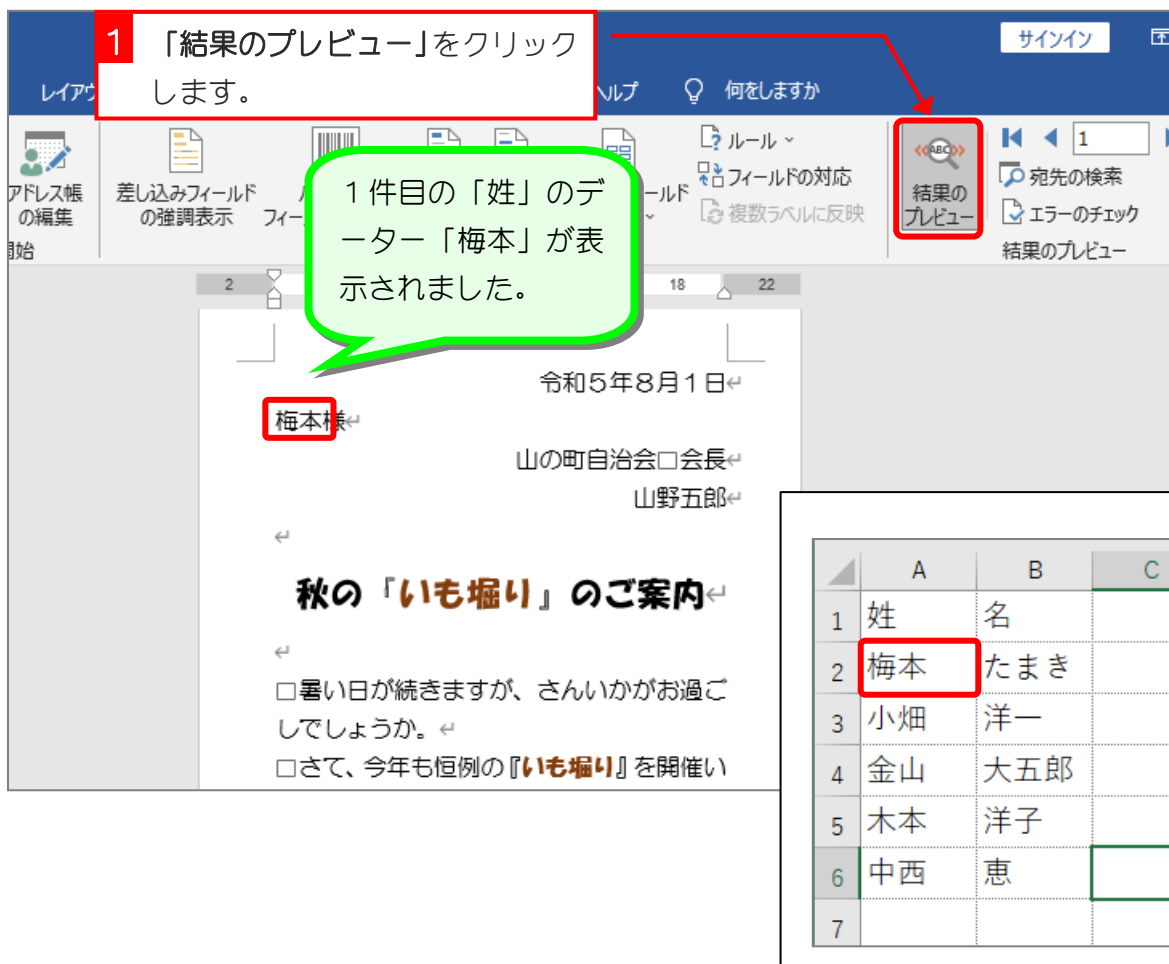 1 「結果のプレビュー」をクリック
します。
サインイン
レイアウ
ヘルプ
何をしますか
アドレス帳
の編集
開始
差し込みフィールド
の強調表示
フィー
ールド
ルール
フィールドの対応
複数ラベルに反映
«ABC»
結果の
プレビュー
1
宛先の検索
エラーのチェック
結果のプレビュー
１件目の「姓」のデ
ーター「梅本」が表
示されました。
2 18 22
令和５年８月１日↵
梅本様↵
山の町自治会□会長↵
山野五郎↵
↵
秋の『いも堀り』のご案内↵
↵
□暑い日が続きますが、さんいかがお過ご
しでしょうか。↵
□さて、今年も恒例の『いも堀り』を開催い
A B C
1 姓 名
2 梅本 たまき
3 小畑 洋一
4 金山 大五郎
5 木本 洋子
6 中西 恵
7